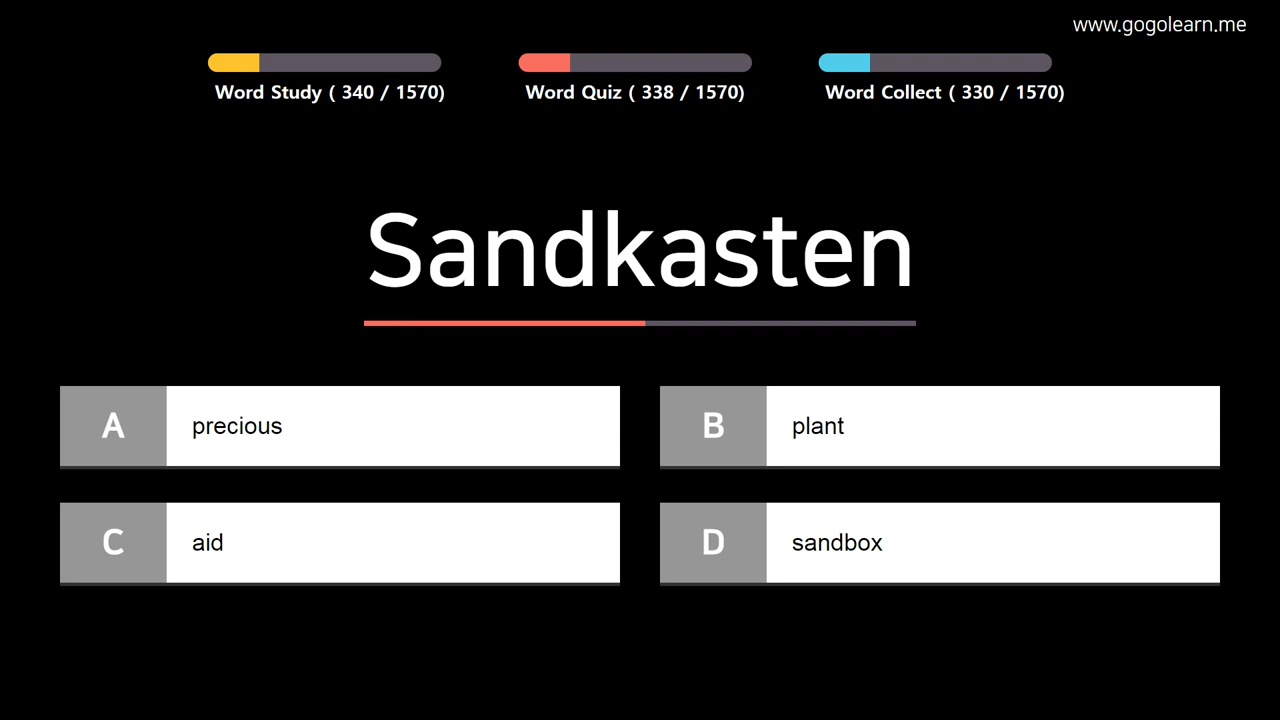 www.gogolearn.me
Word Study ( 340 / 1570)
Word Quiz ( 338 / 1570)
Word Collect ( 330 / 1570)
Sandkasten
A precious
B plant
C aid
D sandbox